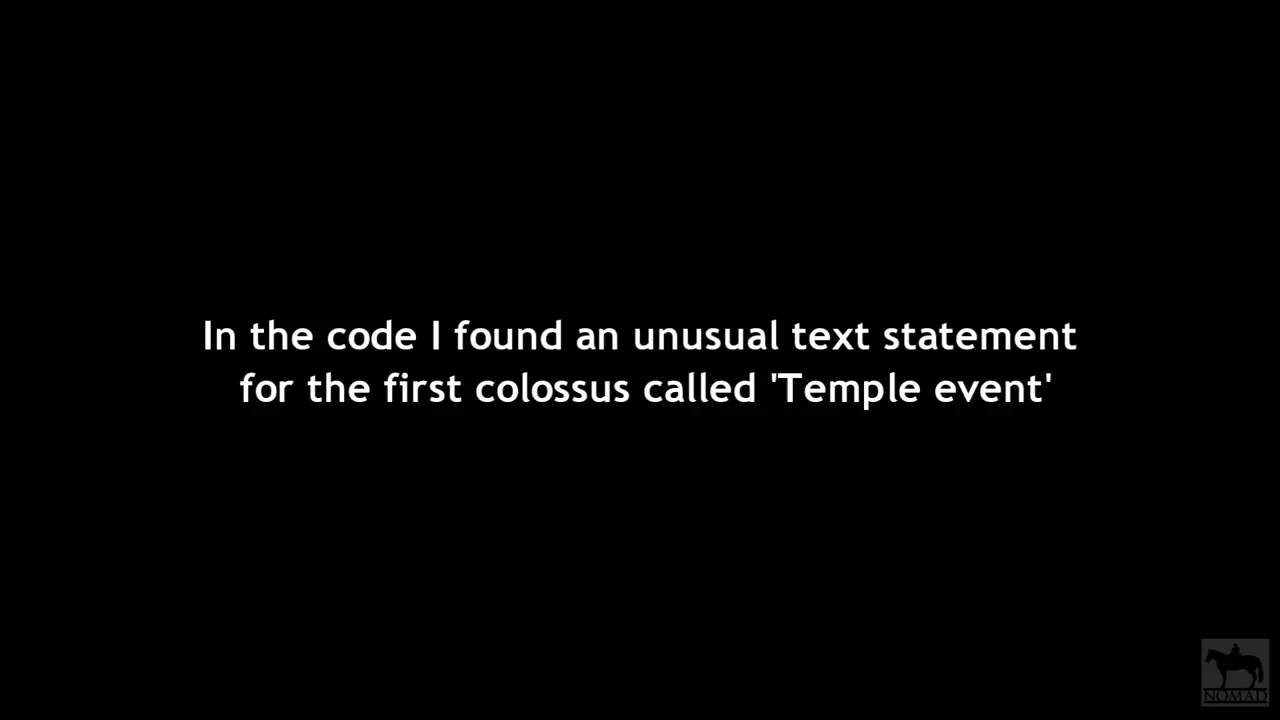 In the code I found an unusual text statement
for the first colossus called 'Temple event'
NOMAD